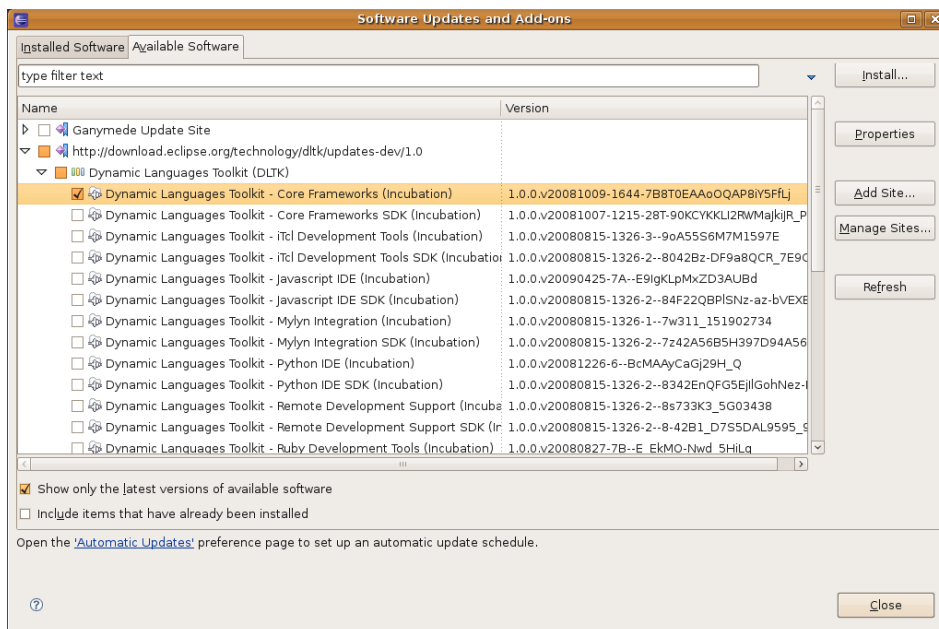 Software Updates and Add-ons
Installed Software Available Software
type filter text
Install...
Name Version
Ganymede Update Site
Properties
http://download.eclipse.org/technology/dltk/updates-dev/1.0
Dynamic Languages Toolkit (DLTK)
Dynamic Languages Toolkit - Core Frameworks (Incubation) 1.0.0.v20081009-1644-7B8T0EAAoOQAP8iY5FfLj
Add Site...
Dynamic Languages Toolkit - Core Frameworks SDK (Incubation) 1.0.0.v20081007-1215-28T-90KCYKKLI2RWMaJkiJR_P
Dynamic Languages Toolkit - iTcl Development Tools (Incubation) 1.0.0.v20080815-1326-3--9oA55S6M7M1597E
Manage Sites...
Dynamic Languages Toolkit - iTcl Development Tools SDK (Incubation 1.0.0.v20080815-1326-2--8042Bz-DF9a8QCR_7E9C
Dynamic Languages Toolkit - Javascript IDE (Incubation) 1.0.0.v20090425-7A--E9IgKLpMxZD3AUBd
Refresh
Dynamic Languages Toolkit - Javascript IDE SDK (Incubation) 1.0.0.v20080815-1326-2--84F22QBPlSNz-az-bVEXE
Dynamic Languages Toolkit - Mylyn Integration (Incubation) 1.0.0.v20080815-1326-1--7w311_151902734
Dynamic Languages Toolkit - Mylyn Integration SDK (Incubation) 1.0.0.v20080815-1326-2--7z42A56B5H397D94A56
Dynamic Languages Toolkit - Python IDE (Incubation) 1.0.0.v20081226-6--BcMAAyCaGj29H_Q
Dynamic Languages Toolkit - Python IDE SDK (Incubation) 1.0.0.v20080815-1326-2--8342EnQFG5EjIlGohNez-
Dynamic Languages Toolkit - Remote Development Support (Incuba 1.0.0.v20080815-1326-2--8s733K3_5G03438
Dynamic Languages Toolkit - Remote Development Support SDK (Ir 1.0.0.v20080815-1326-2--8-42B1_D7S5DAL9595_9
Dynamic Languages Toolkit - Ruby Development Tools (Incubation) 1.0.0.v20080827-7B--E_EkMO-Nwd_5HiLg
Show only the latest versions of available software
Include items that have already been installed
Open the 'Automatic Updates' preference page to set up an automatic update schedule.
Close